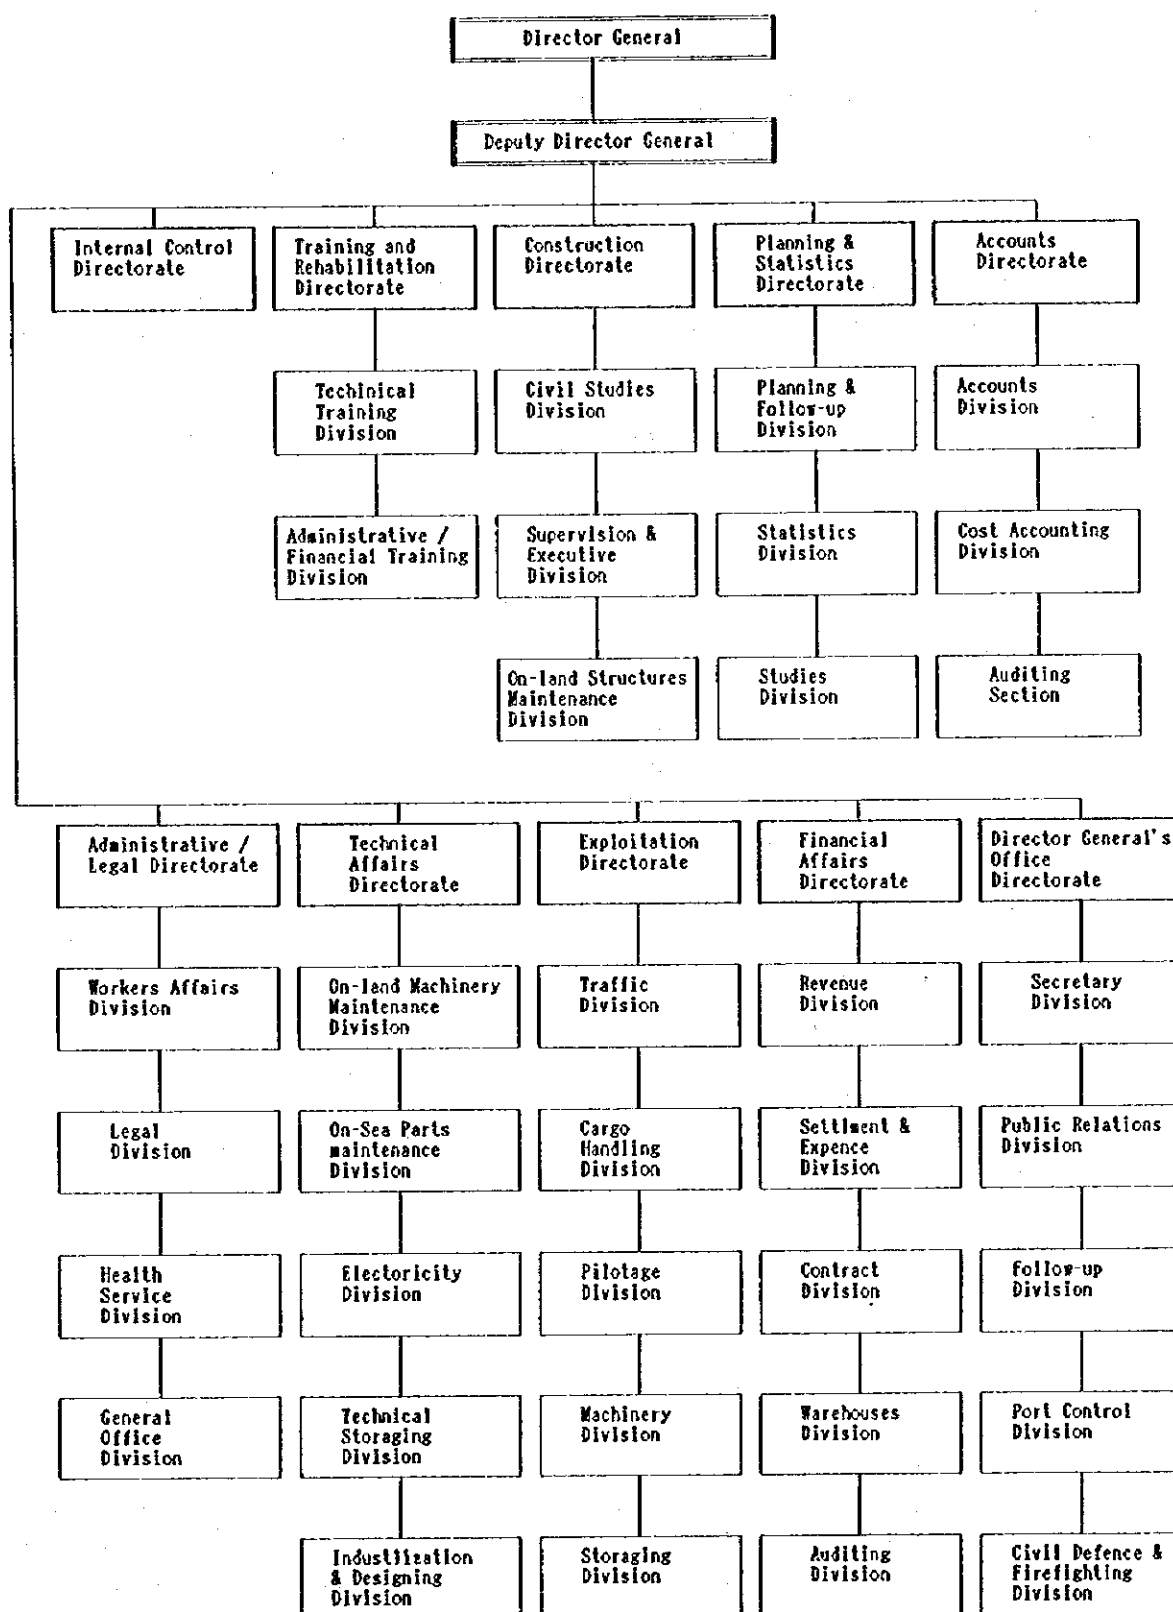 Director General
Deputy Director General
Internal Control
Directorate
Training and
Rehabilitation
Directorate
Construction
Directorate
Planning &
Statistics
Directorate
Accounts
Directorate
Techinical
Training
Division
Civil Studies
Division
Planning &
Follow-up
Division
Accounts
Division
Administrative /
Financial Training
Division
Supervision &
Executive
Division
Statistics
Division
Cost Accounting
Division
On-land Structures
Maintenance
Division
Studies
Division
Auditing
Section
Administrative /
Legal Directorate
Technical
Affairs
Directorate
Exploitation
Directorate
Financial
Affairs
Directorate
Director General's
Office
Directorate
Workers Affairs
Division
On-land Machinery
Maintenance
Division
Traffic
Division
Revenue
Division
Secretary
Division
Legal
Division
On-Sea Parts
maintenance
Division
Cargo
Handling
Division
Settlment &
Expence
Division
Public Relations
Division
Health
Service
Division
Electoricity
Division
Pilotage
Division
Contract
Division
Follow-up
Division
General
Office
Division
Technical
Storaging
Division
Machinery
Division
Warehouses
Division
Port Control
Division
Industlization
& Designing
Division
Storaging
Division
Auditing
Division
Civil Defence &
Firefighting
Division